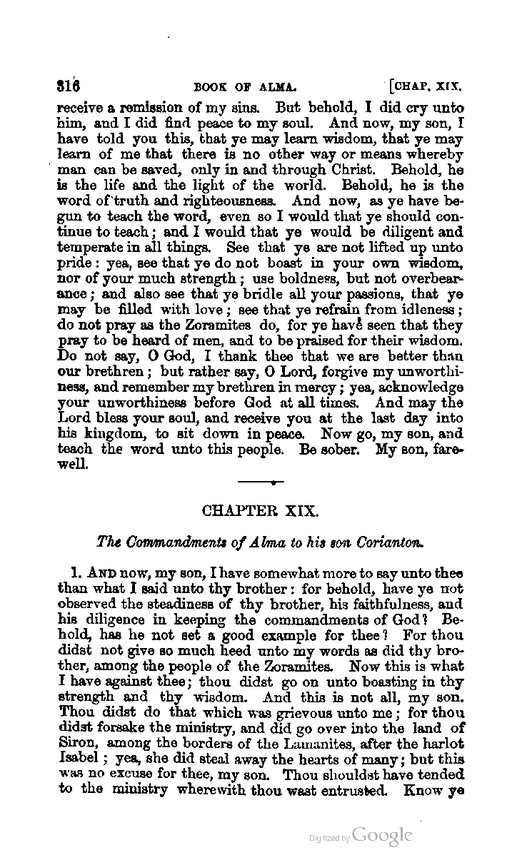 316 BOOK OF ALMA. [CHAP. XIX.
receive a remission of my sins. But behold, I did cry unto
him, and I did find peace to my soul. And now, my son, I
have told you this, that ye may learn wisdom, that ye may
learn of me that there is no other way or means whereby
man can be saved, only in and through Christ. Behold, he
is the life and the light of the world. Behold, he is the
word of truth and righteousness. And now, as ye have be-
gun to teach the word, even so I would that ye should con-
tinue to teach; and I would that ye would be diligent and
temperate in all things. See that ye are not lifted up unto
pride: yea, see that ye do not boast in your own wisdom,
nor of your much strength; use boldness, but not overbear-
ance; and also see that ye bridle all your passions, that ye
may be filled with love; see that ye refrain from idleness;
do not pray as the Zoramites do, for ye have seen that they
pray to be heard of men, and to be praised for their wisdom.
Do not say, O God, I thank thee that we are better than
our brethren; but rather say, O Lord, forgive my unworthi-
ness, and remember my brethren in mercy; yea, acknowledge
your unworthiness before God at all times. And may the
Lord bless your soul, and receive you at the last day into
his kingdom, to sit down in peace. Now go, my son, and
teach the word unto this people. Be sober. My son, fare-
well.
CHAPTER XIX.
The Commandments of Alma to his son Corianton.
1. AND now, my son, I have somewhat more to say unto thee
than what I said unto thy brother: for behold, have ye not
observed the steadiness of thy brother, his faithfulness, and
his diligence in keeping the commandments of God? Be-
hold, has he not set a good example for thee? For thou
didst not give so much heed unto my words as did thy bro-
ther, among the people of the Zoramites. Now this is what
I have against thee; thou didst go on unto boasting in thy
strength and thy wisdom. And this is not all, my son.
Thou didst do that which was grievous unto me; for thou
didst forsake the ministry, and did go over into the land of
Siron, among the borders of the Lamanites, after the harlot
Isabel; yea, she did steal away the hearts of many; but this
was no excuse for thee, my son. Thou shouldst have tended
to the ministry wherewith thou wast entrusted. Know ye
Digitized by Google